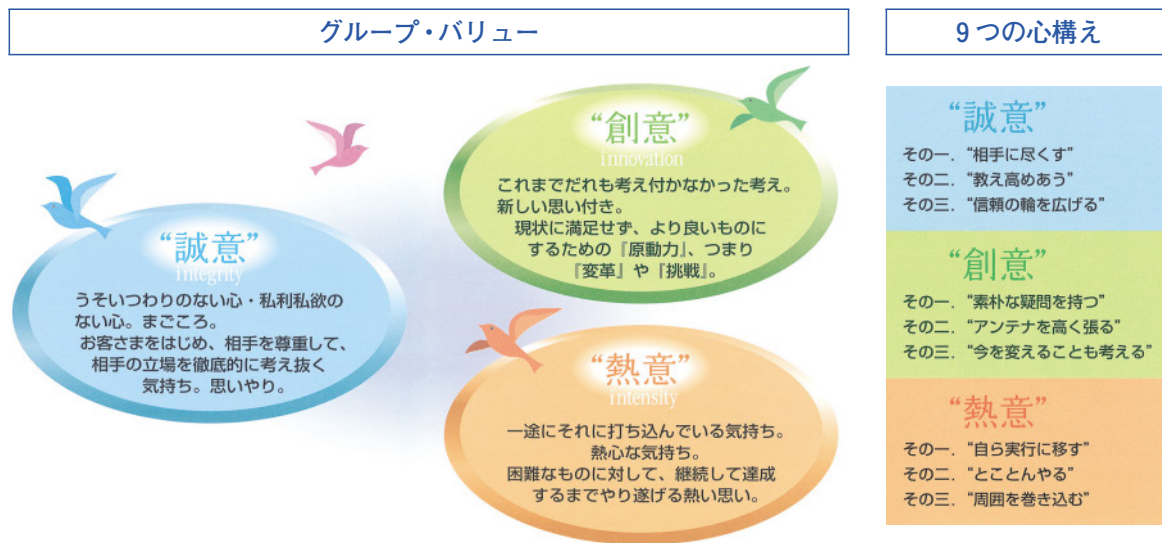 グループ・バリュー
“誠意”
integrity
うそいつわりのない心・私利私欲の
ない心。まごころ。
お客さまをはじめ、相手を尊重して、
相手の立場を徹底的に考え抜く
気持ち。思いやり。
“創意”
innovation
これまでだれも考え付かなかった考え。
新しい思い付き。
現状に満足せず、より良いものに
するための『原動力』、つまり
『変革』や『挑戦』。
“熱意”
intensity
一途にそれに打ち込んでいる気持ち。
熱心な気持ち。
困難なものに対して、継続して達成
するまでやり遂げる熱い思い。
9つの心構え
“誠意”
その一．“相手に尽くす”
その二．“教え高めあう”
その三．“信頼の輪を広げる”
“創意”
その一．“素朴な疑問を持つ”
その二．“アンテナを高く張る”
その三．“今を変えることも考える”
“熱意”
その一．“自ら実行に移す”
その二．“とことんやる”
その三．“周囲を巻き込む”